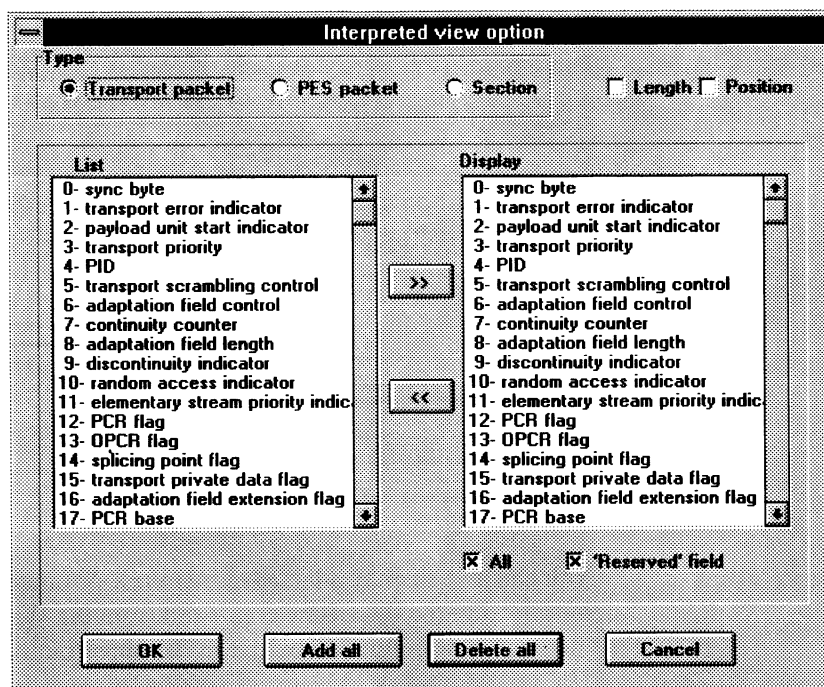 Interpreted view option
Type
Transport packet PES packet Section Length Position
List
0- sync byte
1- transport error indicator
2- payload unit start indicator
3- transport priority
4- PID
5- transport scrambling control
6- adaptation field control
7- continuity counter
8- adaptation field length
9- discontinuity indicator
10- random access indicator
11- elementary stream priority indic
12- PCR flag
13- OPCR flag
14- splicing point flag
15- transport private data flag
16- adaptation field extension flag
17- PCR base
>>
<<
Display
0- sync byte
1- transport error indicator
2- payload unit start indicator
3- transport priority
4- PID
5- transport scrambling control
6- adaptation field control
7- continuity counter
8- adaptation field length
9- discontinuity indicator
10- random access indicator
11- elementary stream priority indic
12- PCR flag
13- OPCR flag
14- splicing point flag
15- transport private data flag
16- adaptation field extension flag
17- PCR base
All 'Reserved' field
OK Add all Delete all Cancel